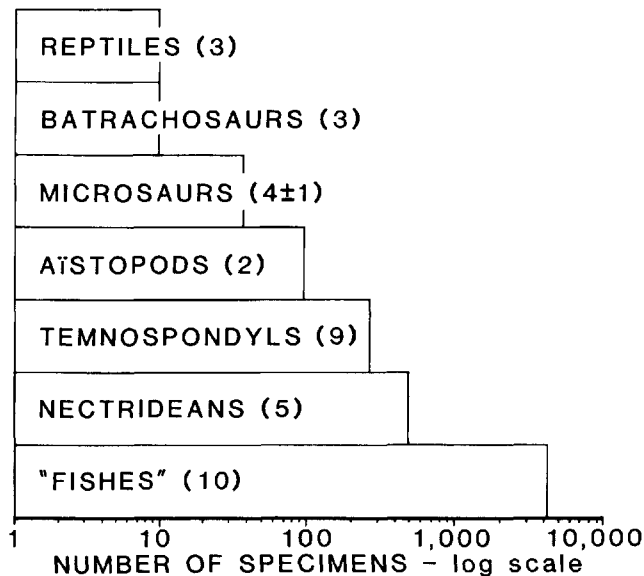 REPTILES (3)
BATRACHOSAURS (3)
MICROSAURS (4±1)
AÏSTOPODS (2)
TEMNOSPONDYLS (9)
NECTRIDEANS (5)
"FISHES" (10)
1 10 100 1,000 10,000
NUMBER OF SPECIMENS – log scale